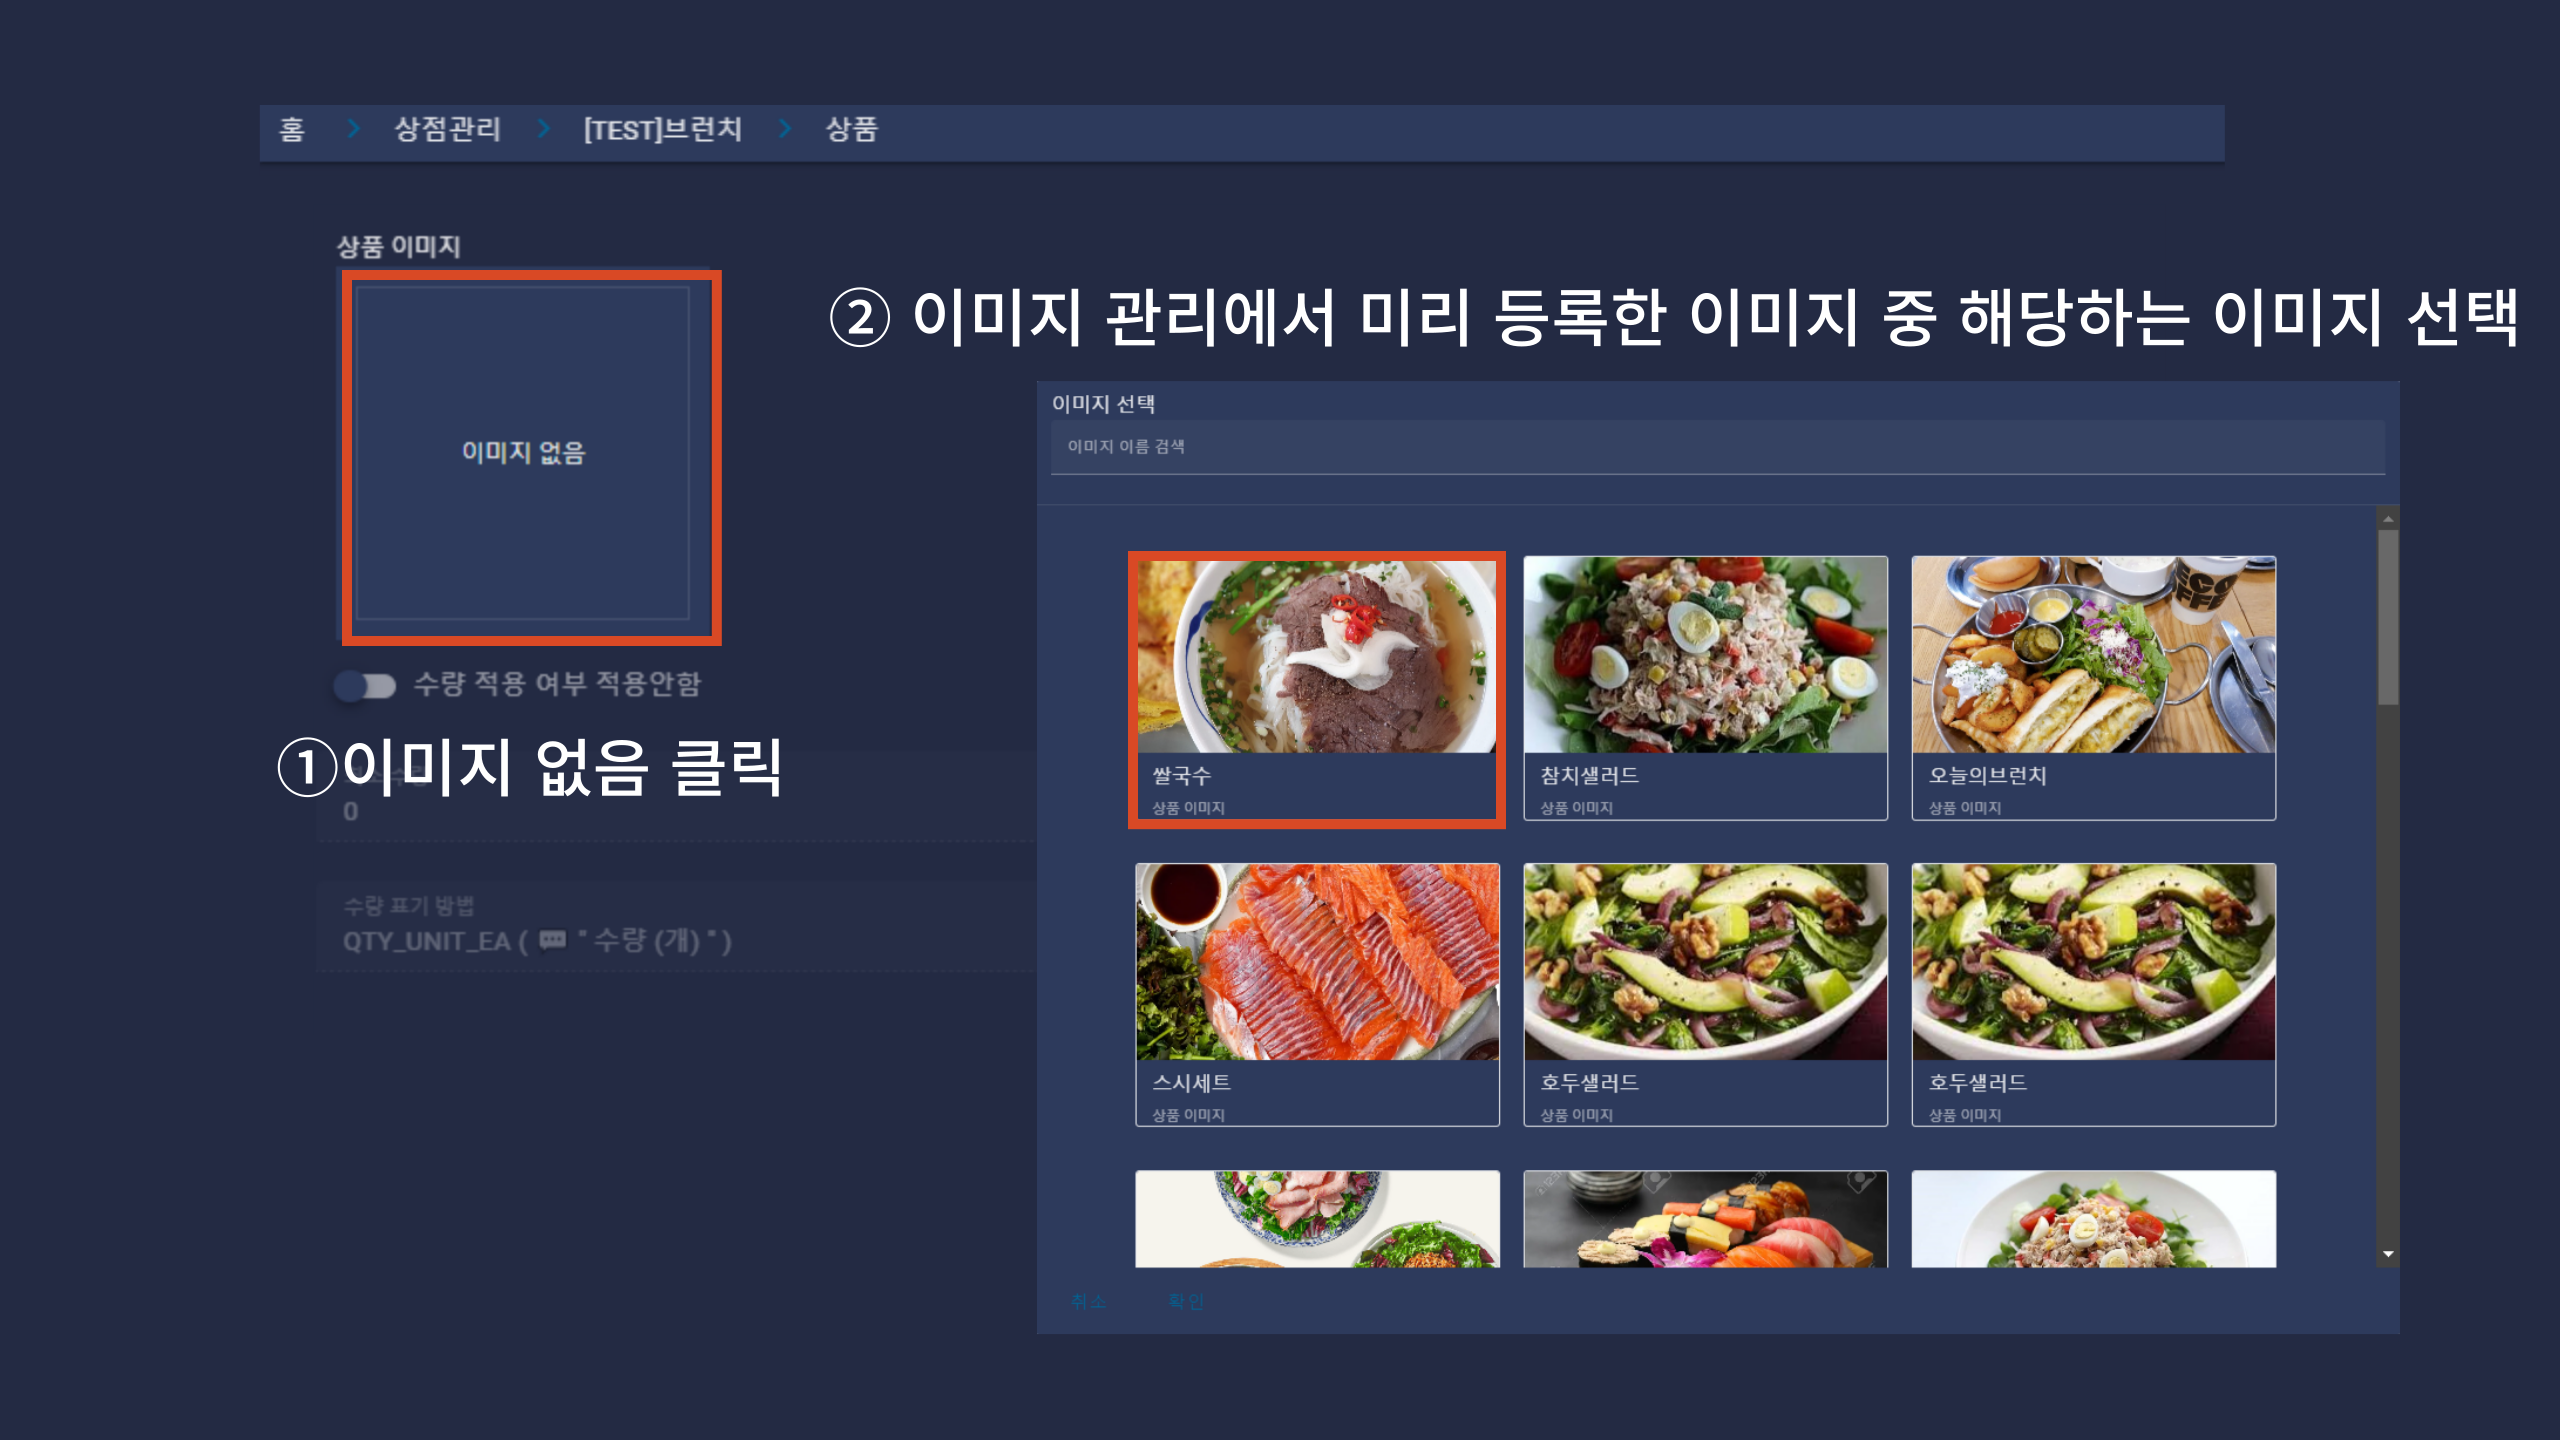 홈 > 상점관리 > [TEST]브런치 > 상품
상품 이미지
이미지 없음
수량 적용 여부 적용안함
①이미지 없음 클릭
0
수량 표기 방법
QTY_UNIT_EA ( 💬 " 수량 (개) " )
② 이미지 관리에서 미리 등록한 이미지 중 해당하는 이미지 선택
이미지 선택
이미지 이름 검색
쌀국수
상품 이미지
참치샐러드
상품 이미지
오늘의브런치
상품 이미지
스시세트
상품 이미지
호두샐러드
상품 이미지
호두샐러드
상품 이미지
취소 확인